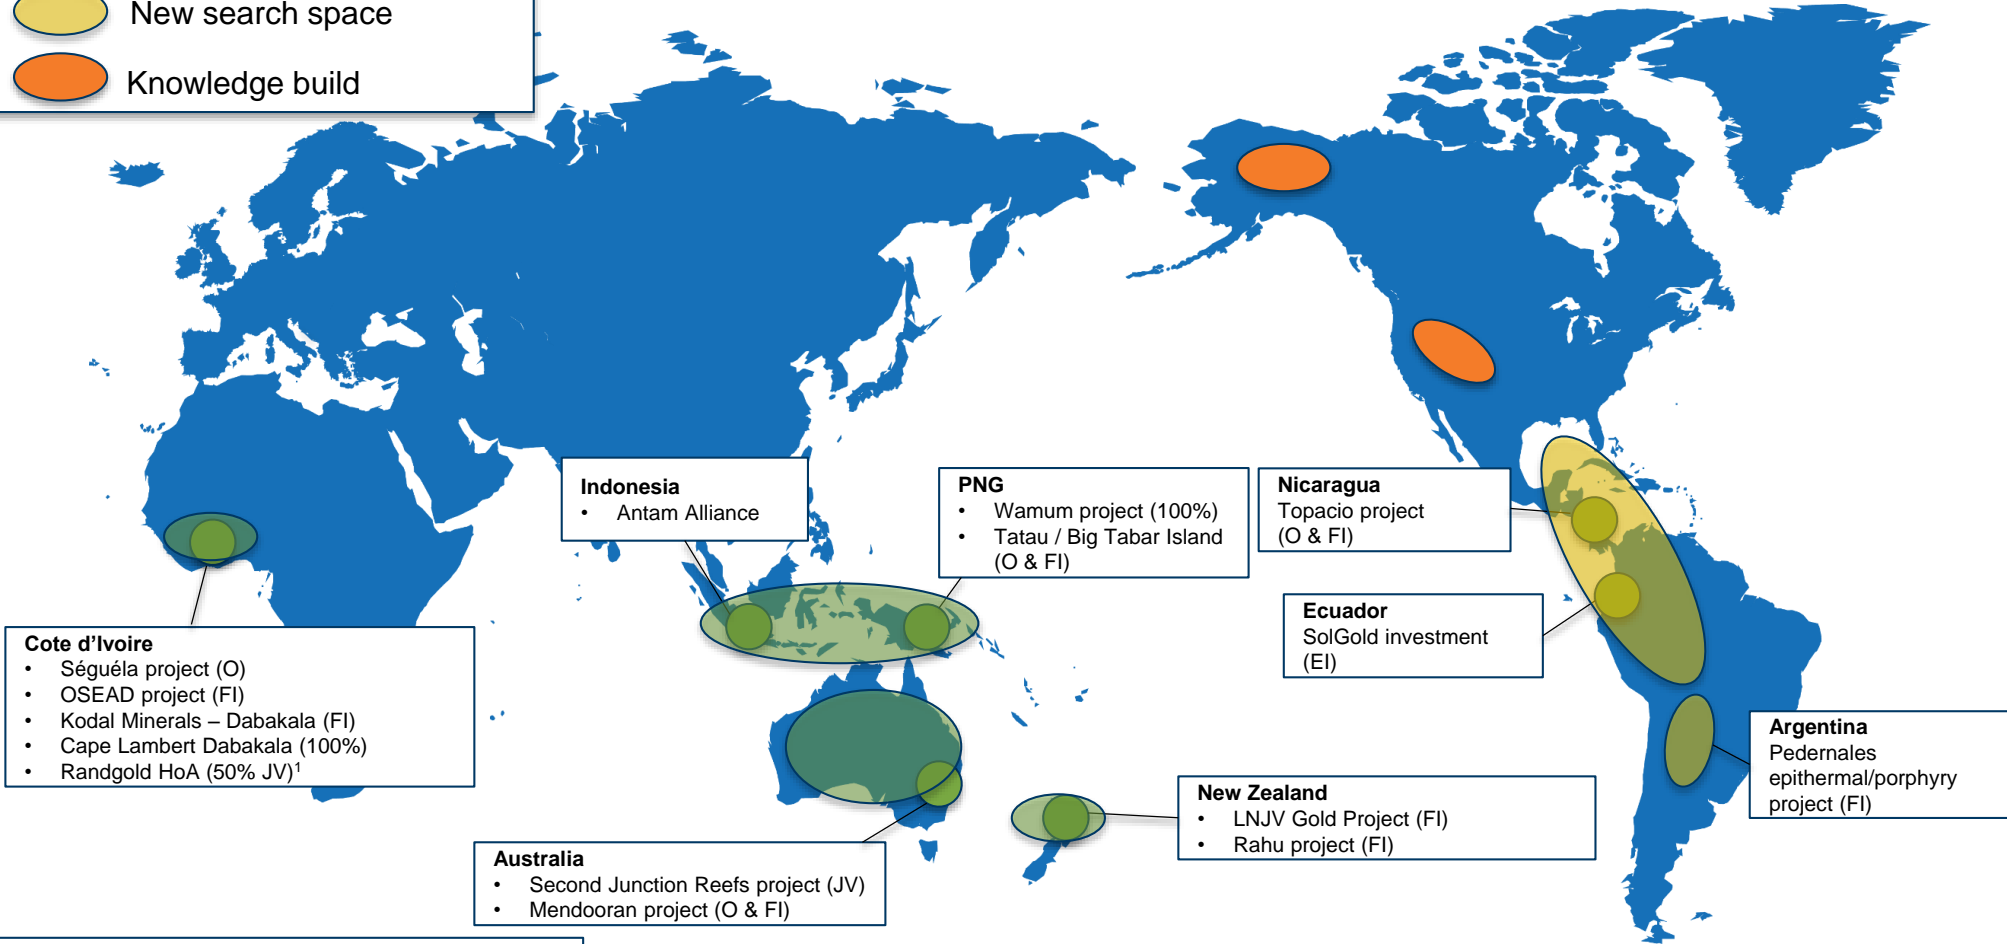 New search space
Knowledge build
Indonesia
• Antam Alliance
PNG
• Wamum project (100%)
• Tatau / Big Tabar Island
(O & FI)
Nicaragua
Topacio project
(O & FI)
Ecuador
SolGold investment
(EI)
Cote d’Ivoire
• Séguéla project (O)
• OSEAD project (FI)
• Kodal Minerals – Dabakala (FI)
• Cape Lambert Dabakala (100%)
• Randgold HoA (50% JV)¹
Argentina
Pedernales
epithermal/porphyry
project (FI)
New Zealand
• LNJV Gold Project (FI)
• Rahu project (FI)
Australia
• Second Junction Reefs project (JV)
• Mendooran project (O & FI)